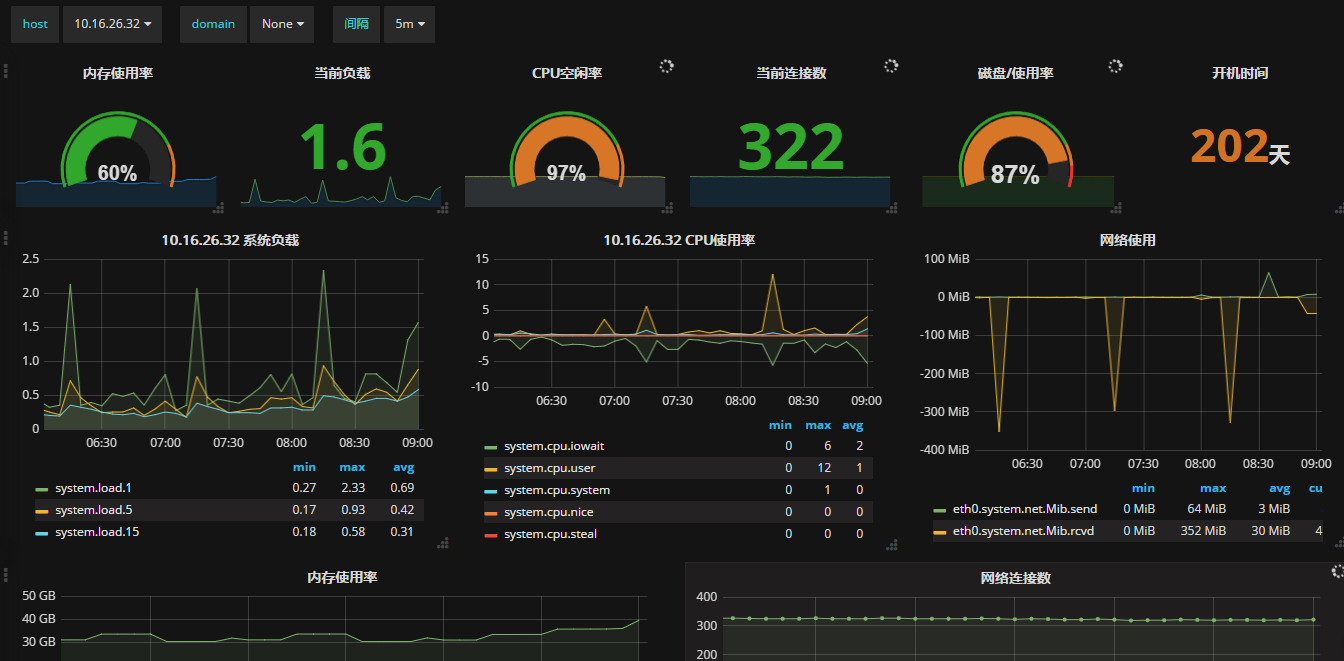 host 10.16.26.32 domain None 间隔 5m
内存使用率 当前负载 CPU空闲率 当前连接数 磁盘/使用率 开机时间
60% 1.6 97% 322 87% 202天
10.16.26.32 系统负载
2.5
2.0
1.5
1.0
0.5
0
06:30 07:00 07:30 08:00 08:30 09:00
min max avg
system.load.1 0.27 2.33 0.69
system.load.5 0.17 0.93 0.42
system.load.15 0.18 0.58 0.31
10.16.26.32 CPU使用率
15
10
5
0
-5
-10
06:30 07:00 07:30 08:00 08:30 09:00
min max avg
system.cpu.iowait 0 6 2
system.cpu.user 0 12 1
system.cpu.system 0 1 0
system.cpu.nice 0 0 0
system.cpu.steal 0 0 0
网络使用
100 MiB
0 MiB
-100 MiB
-200 MiB
-300 MiB
-400 MiB
06:30 07:00 07:30 08:00 08:30 09:00
min max avg cu
eth0.system.net.Mib.send 0 MiB 64 MiB 3 MiB
eth0.system.net.Mib.rcvd 0 MiB 352 MiB 30 MiB 4
内存使用率
50 GB
40 GB
30 GB
网络连接数
400
300
200